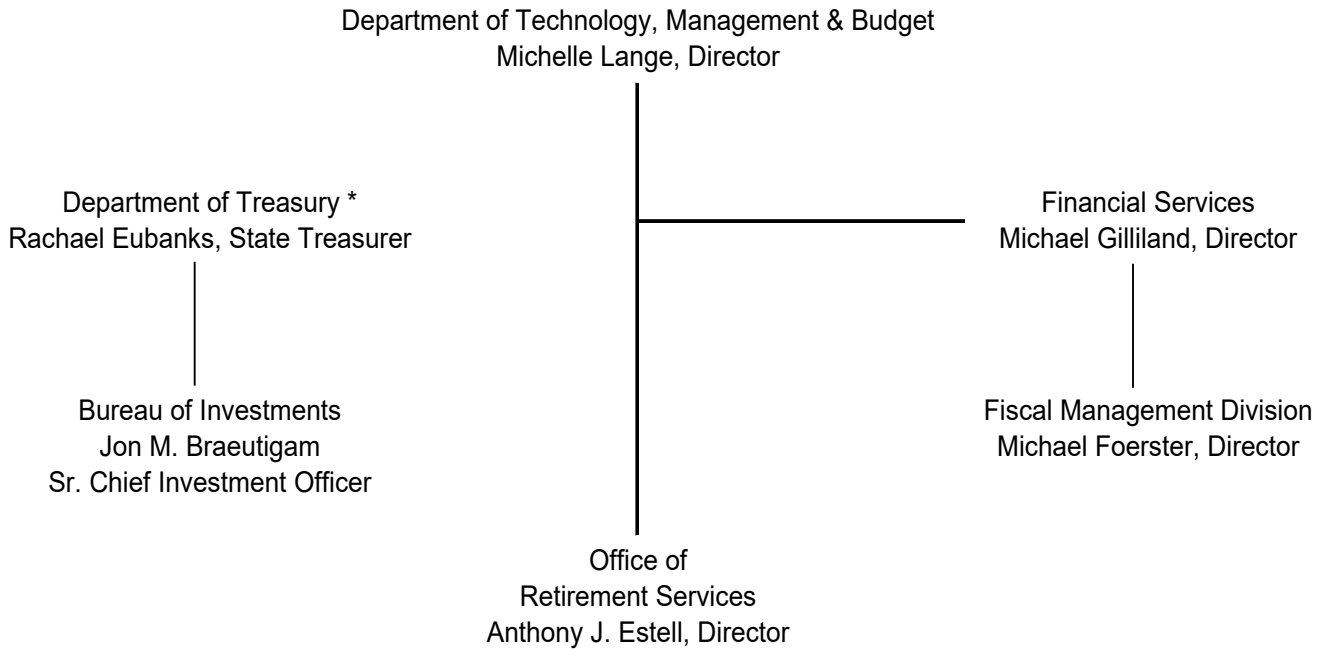 Department of Technology, Management & Budget
Michelle Lange, Director
Department of Treasury *
Rachael Eubanks, State Treasurer
Financial Services
Michael Gilliland, Director
Bureau of Investments
Jon M. Braeutigam
Sr. Chief Investment Officer
Fiscal Management Division
Michael Foerster, Director
Office of
Retirement Services
Anthony J. Estell, Director